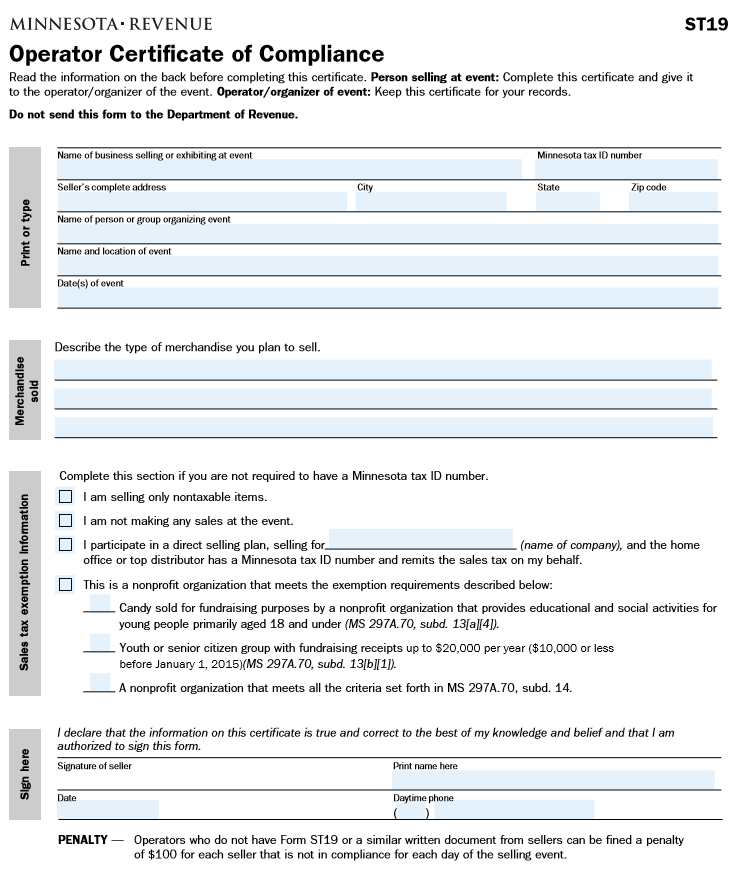 MINNESOTA · REVENUE
ST19
Operator Certificate of Compliance
Read the information on the back before completing this certificate. Person selling at event: Complete this certificate and give it
to the operator/organizer of the event. Operator/organizer of event: Keep this certificate for your records.
Do not send this form to the Department of Revenue.
Print or type
Name of business selling or exhibiting at event
Minnesota tax ID number
Seller's complete address
City
State
Zip code
Name of person or group organizing event
Name and location of event
Date(s) of event
Merchandise
sold
Describe the type of merchandise you plan to sell.
Sales tax exemption information
Complete this section if you are not required to have a Minnesota tax ID number.
I am selling only nontaxable items.
I am not making any sales at the event.
I participate in a direct selling plan, selling for (name of company), and the home
office or top distributor has a Minnesota tax ID number and remits the sales tax on my behalf.
This is a nonprofit organization that meets the exemption requirements described below:
Candy sold for fundraising purposes by a nonprofit organization that provides educational and social activities for
young people primarily aged 18 and under (MS 297A.70, subd. 13[a][4]).
Youth or senior citizen group with fundraising receipts up to $20,000 per year ($10,000 or less
before January 1, 2015)(MS 297A.70, subd. 13[b][1]).
A nonprofit organization that meets all the criteria set forth in MS 297A.70, subd. 14.
Sign here
I declare that the information on this certificate is true and correct to the best of my knowledge and belief and that I am
authorized to sign this form.
Signature of seller
Print name here
Date
Daytime phone
( )
PENALTY — Operators who do not have Form ST19 or a similar written document from sellers can be fined a penalty
of $100 for each seller that is not in compliance for each day of the selling event.